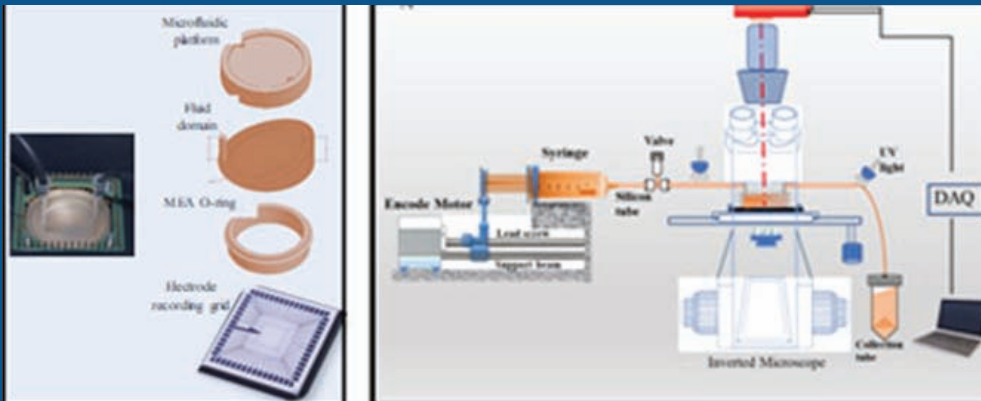 Microfluidic
platform
Fluid
domain
MEA O-ring
Electrode
recording grid
Valve
Syringe
Silicon
tube
Encode Motor
Lead screw
Support beam
UV
light
DAQ
Collection
tube
Inverted Microscope